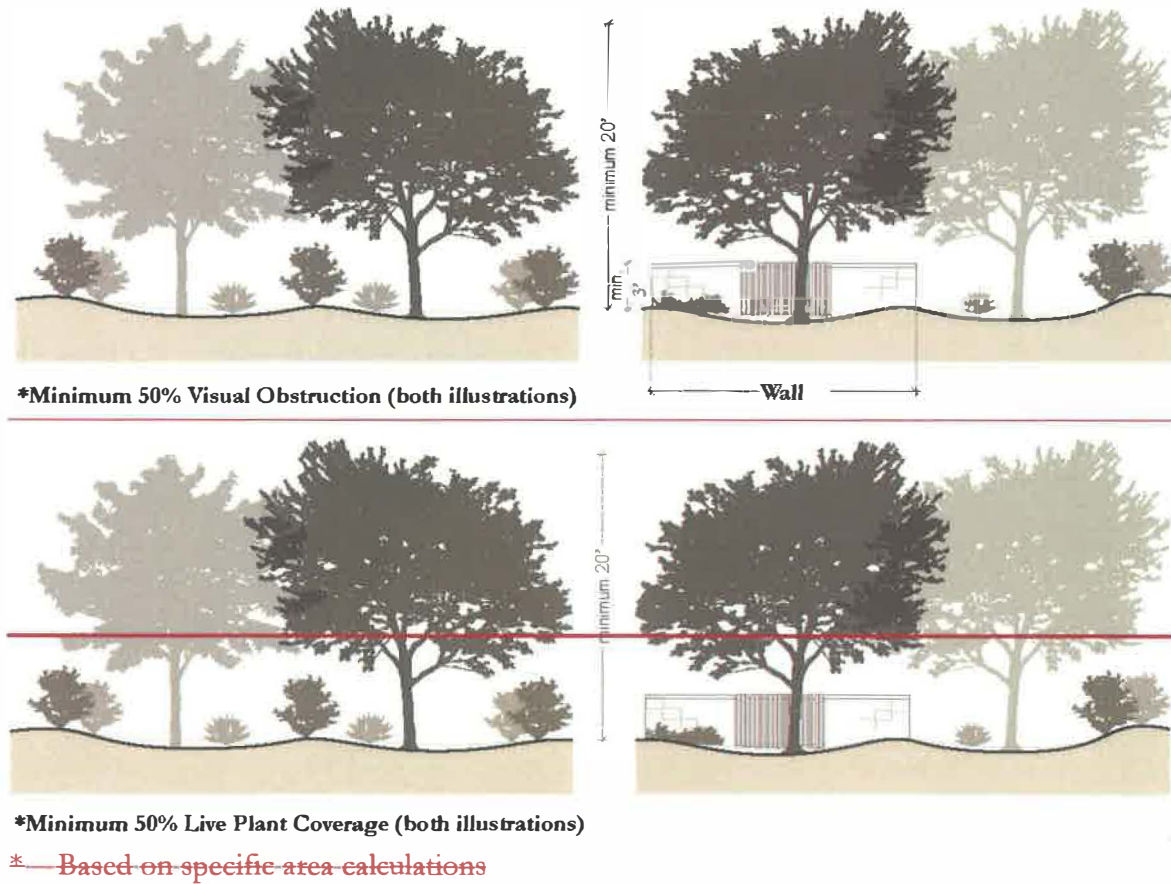 minimum 20'
min
3'
*Minimum 50% Visual Obstruction (both illustrations)
Wall
minimum 20'
*Minimum 50% Live Plant Coverage (both illustrations)
* Based on specific area calculations